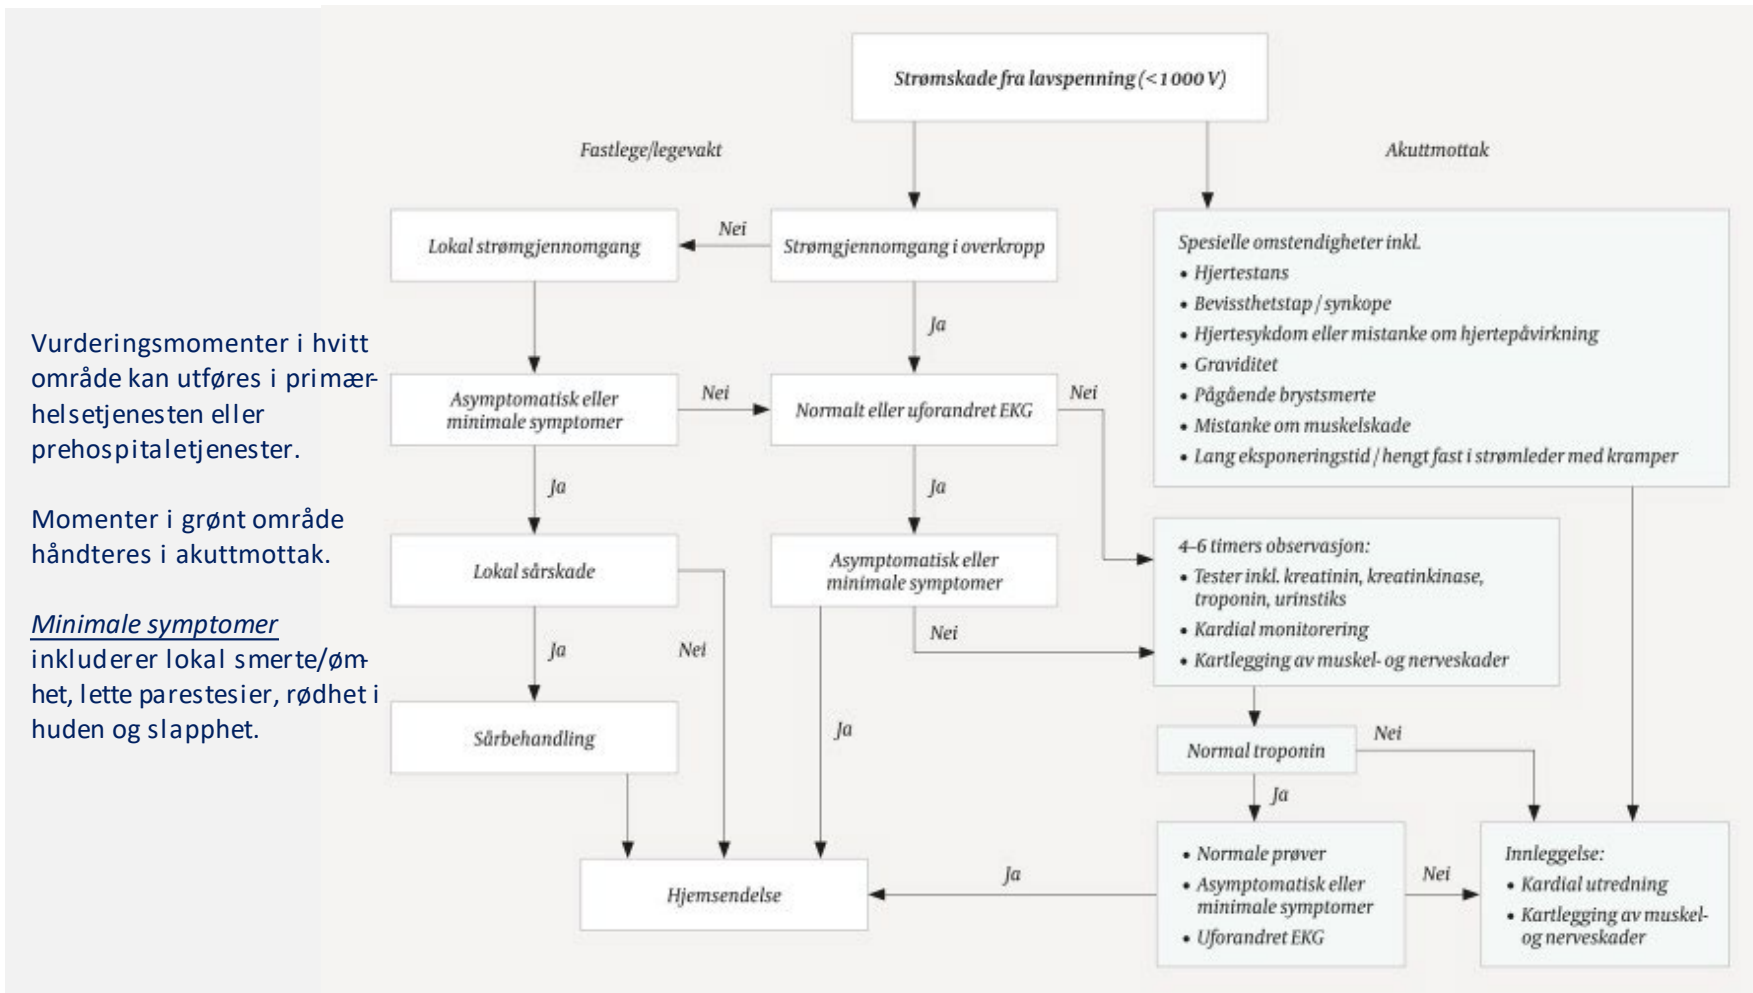 Strømskade fra lavspenning (< 1 000 V)
Fastlege/legevakt
Akuttmottak
Lokal strømgjennomgang
Nei
Strømgjennomgang i overkropp
Spesielle omstendigheter inkl.
• Hjertestans
• Bevissthetstap / synkope
• Hjertesykdom eller mistanke om hjertepåvirkning
• Graviditet
• Pågående brystsmerte
• Mistanke om muskelskade
• Lang eksponeringstid / hengt fast i strømleder med kramper
Ja
Vurderingsmomenter i hvitt
område kan utføres i primær-
helsetjenesten eller
prehospitaletjenester.
Momenter i grønt område
håndteres i akuttmottak.
Minimale symptomer
inkluderer lokal smerte/øm-
het, lette parestesier, rødhet i
huden og slapphet.
Asymptomatisk eller
minimale symptomer
Nei
Normalt eller uforandret EKG
Nei
Ja
Ja
Lokal sårskade
Asymptomatisk eller
minimale symptomer
4–6 timers observasjon:
• Tester inkl. kreatinin, kreatinkinase,
troponin, urinstiks
• Kardial monitorering
• Kartlegging av muskel- og nerveskader
Ja
Nei
Nei
Sårbehandling
Ja
Normal troponin
Nei
Ja
Hjemsendelse
Ja
• Normale prøver
• Asymptomatisk eller
minimale symptomer
• Uforandret EKG
Nei
Innleggelse:
• Kardial utredning
• Kartlegging av muskel-
og nerveskader